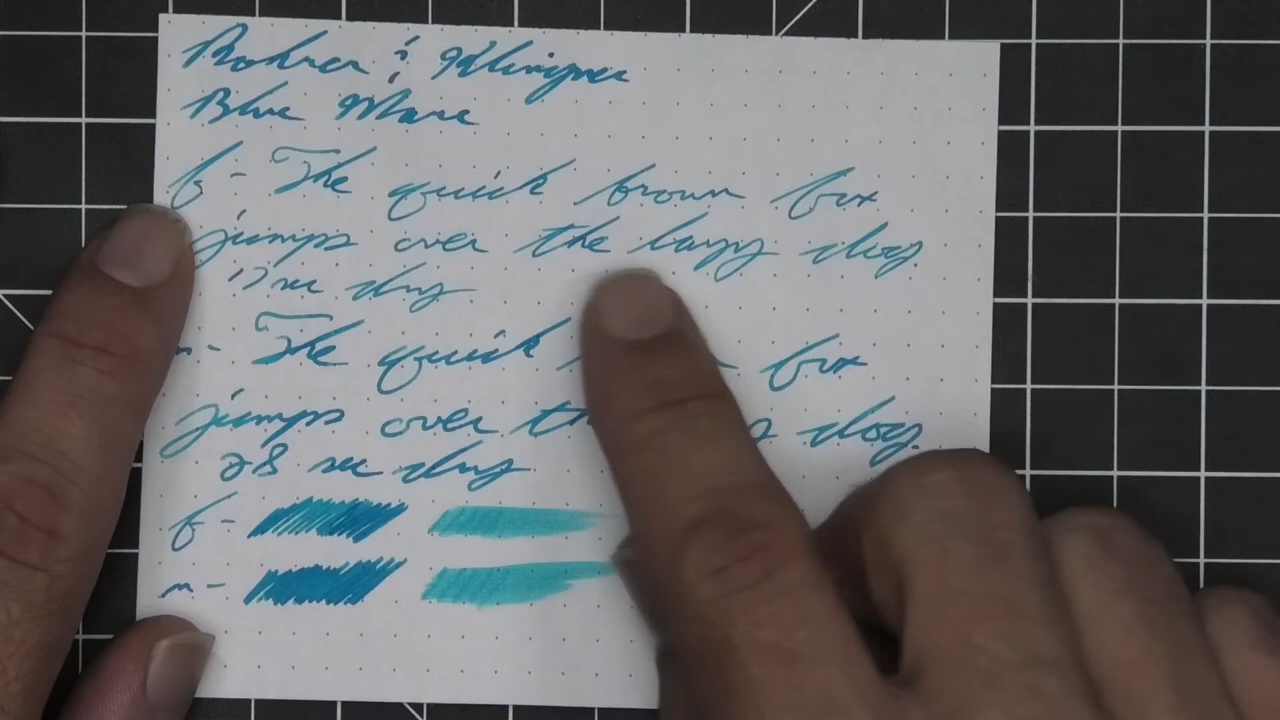 Rohrer & Klingner
Blue Mare
f- The quick brown fox
jumps over the lazy dog
17 sec dry
m- The quick fox
jumps over dog
28 sec dry
f-
m-